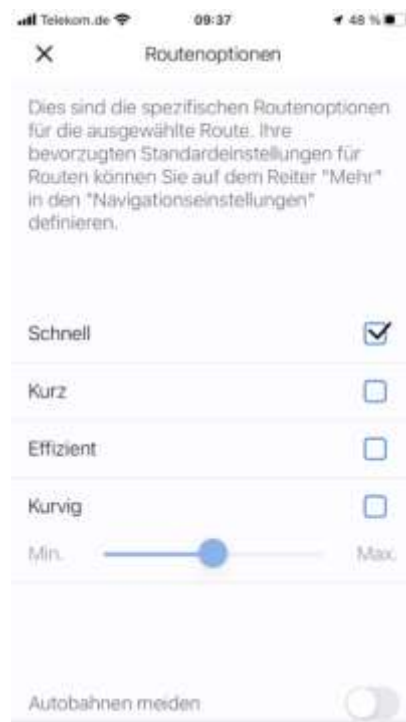 Telekom.de 09:37 48 %
Routenoptionen
Dies sind die spezifischen Routenoptionen
für die ausgewählte Route. Ihre
bevorzugten Standardeinstellungen für
Routen können Sie auf dem Reiter "Mehr"
in den "Navigationseinstellungen"
definieren.
Schnell
Kurz
Effizient
Kurvig
Min. Max.
Autobahnen meiden